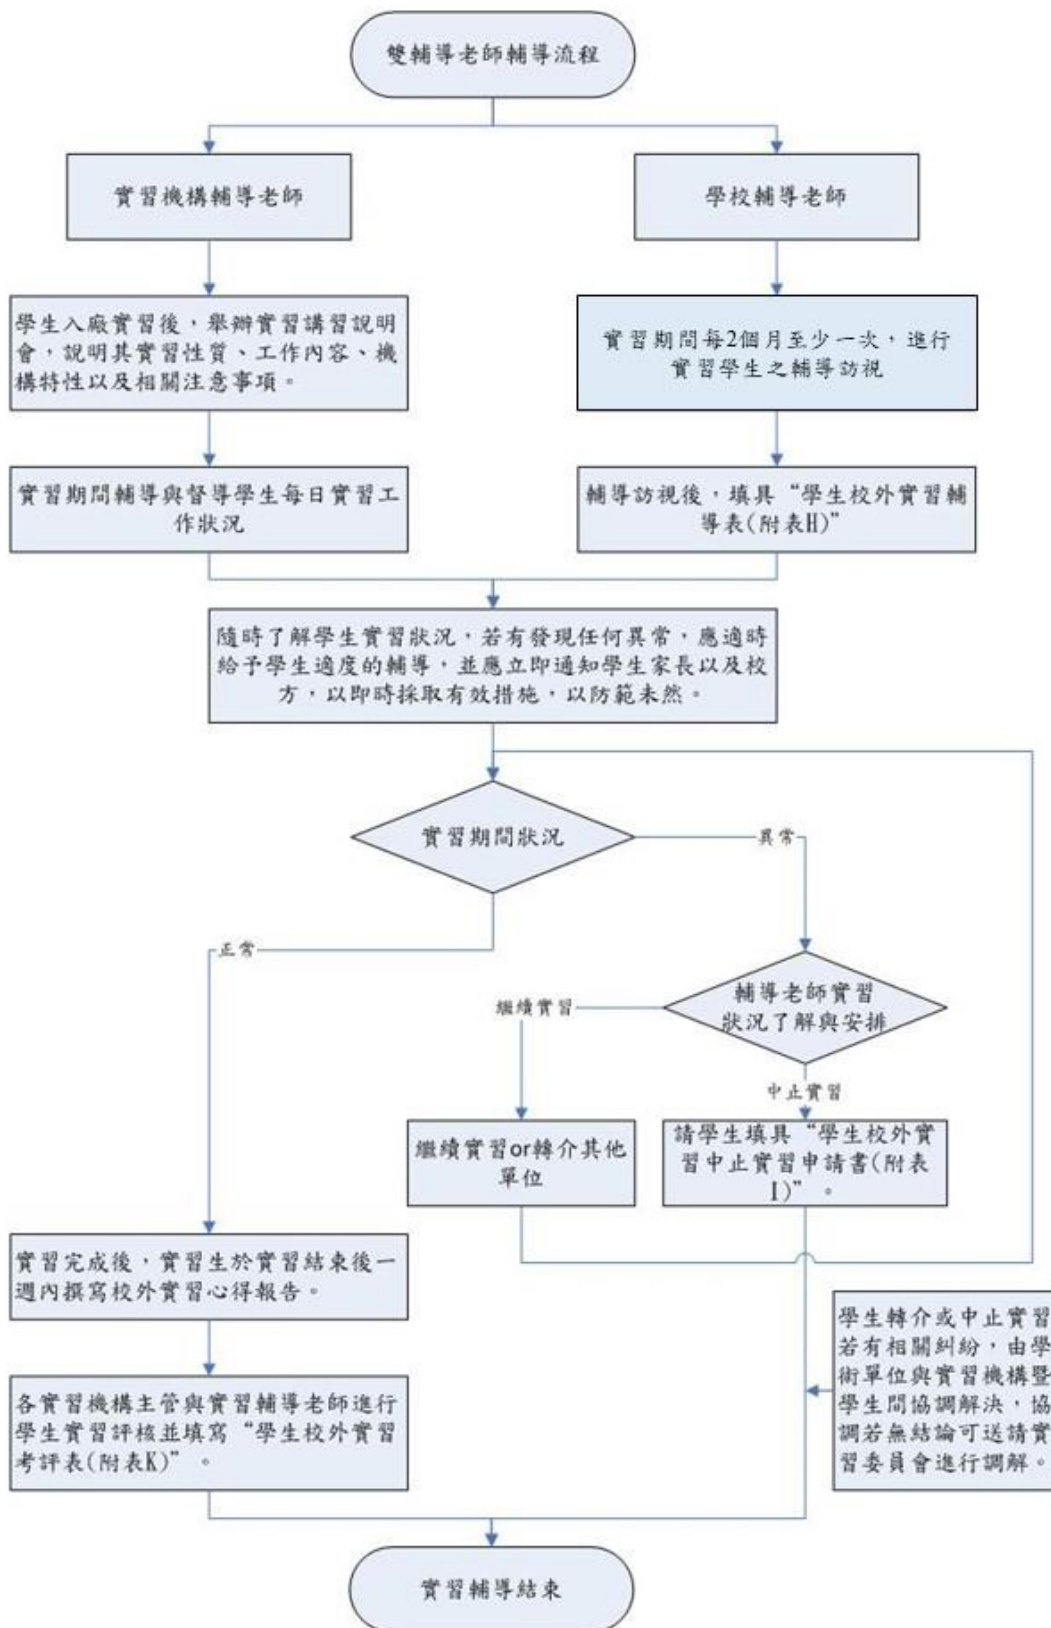 雙輔導老師輔導流程
實習機構輔導老師
學校輔導老師
學生入廠實習後，舉辦實習講習說明
會，說明其實習性質、工作內容、機
構特性以及相關注意事項。
實習期間每2個月至少一次，進行
實習學生之輔導訪視
實習期間輔導與督導學生每日實習工
作狀況
輔導訪視後，填具“學生校外實習輔
導表(附表H)”
隨時了解學生實習狀況，若有發現任何異常，應適時
給予學生適度的輔導，並應立即通知學生家長以及校
方，以即時採取有效措施，以防範未然。
實習期間狀況
異常
正常
輔導老師實習
狀況了解與安排
繼續實習
中止實習
繼續實習or轉介其他
單位
請學生填具“學生校外實
習中止實習申請書(附表
I)”。
實習完成後，實習生於實習結束後一
週內撰寫校外實習心得報告。
學生轉介或中止實習
若有相關糾紛，由學
術單位與實習機構暨
學生間協調解決，協
調若無結論可送請實
習委員會進行調解。
各實習機構主管與實習輔導老師進行
學生實習評核並填寫“學生校外實習
考評表(附表K)”。
實習輔導結束